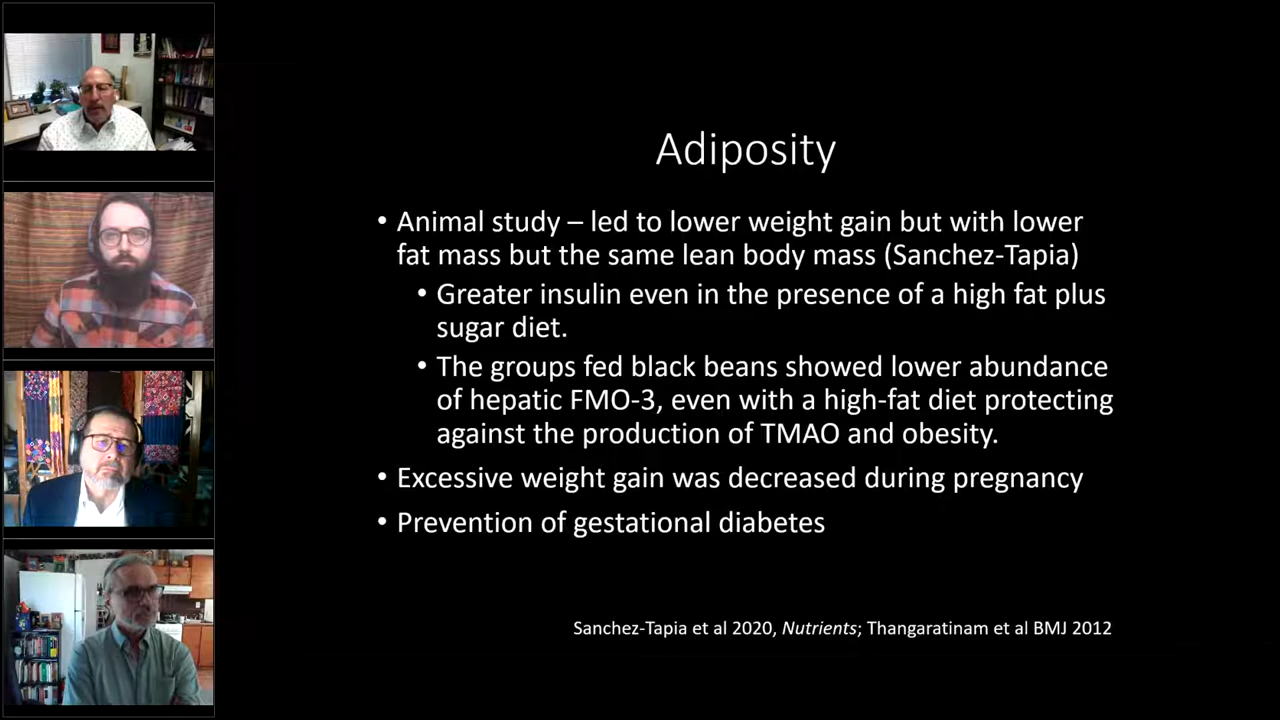 Adiposity
• Animal study – led to lower weight gain but with lower
fat mass but the same lean body mass (Sanchez-Tapia)
• Greater insulin even in the presence of a high fat plus
sugar diet.
• The groups fed black beans showed lower abundance
of hepatic FMO-3, even with a high-fat diet protecting
against the production of TMAO and obesity.
• Excessive weight gain was decreased during pregnancy
• Prevention of gestational diabetes
Sanchez-Tapia et al 2020, Nutrients; Thangaratinam et al BMJ 2012